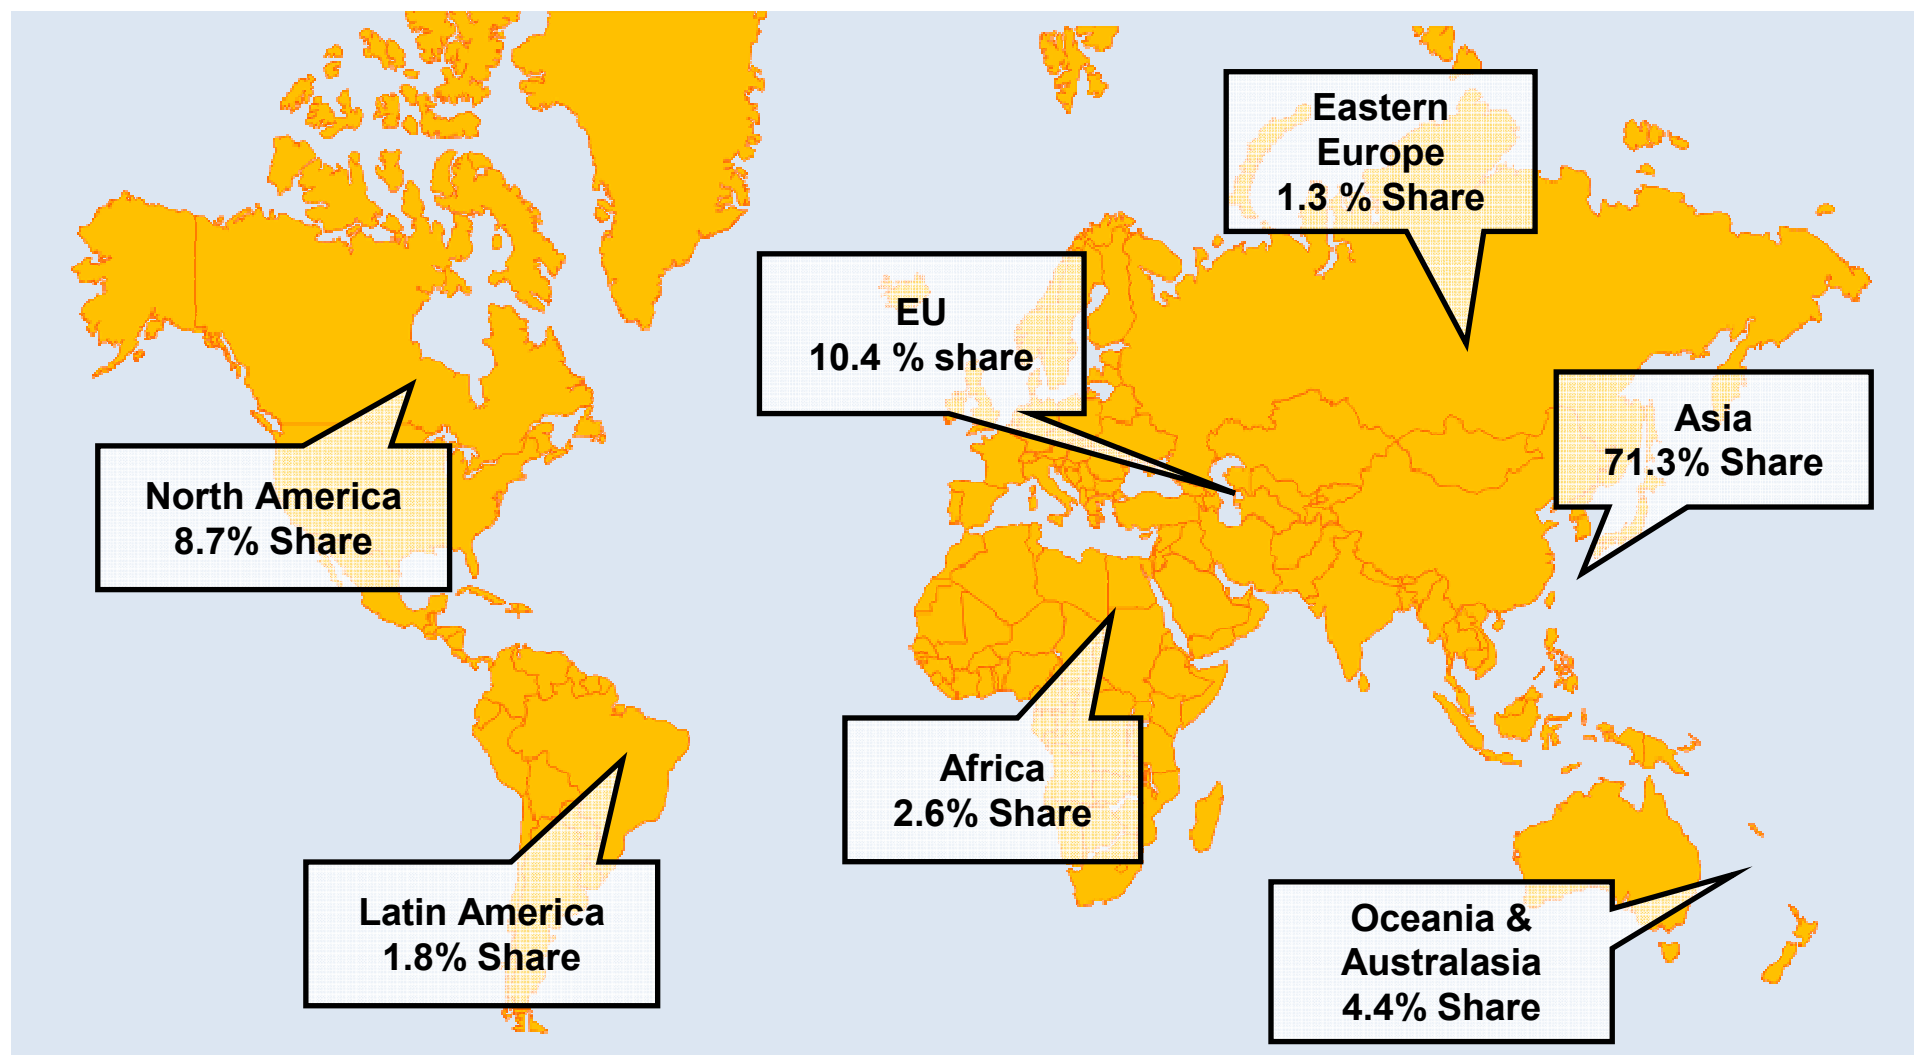 Eastern
Europe
1.3 % Share
EU
10.4 % share
Asia
71.3% Share
North America
8.7% Share
Africa
2.6% Share
Latin America
1.8% Share
Oceania &
Australasia
4.4% Share